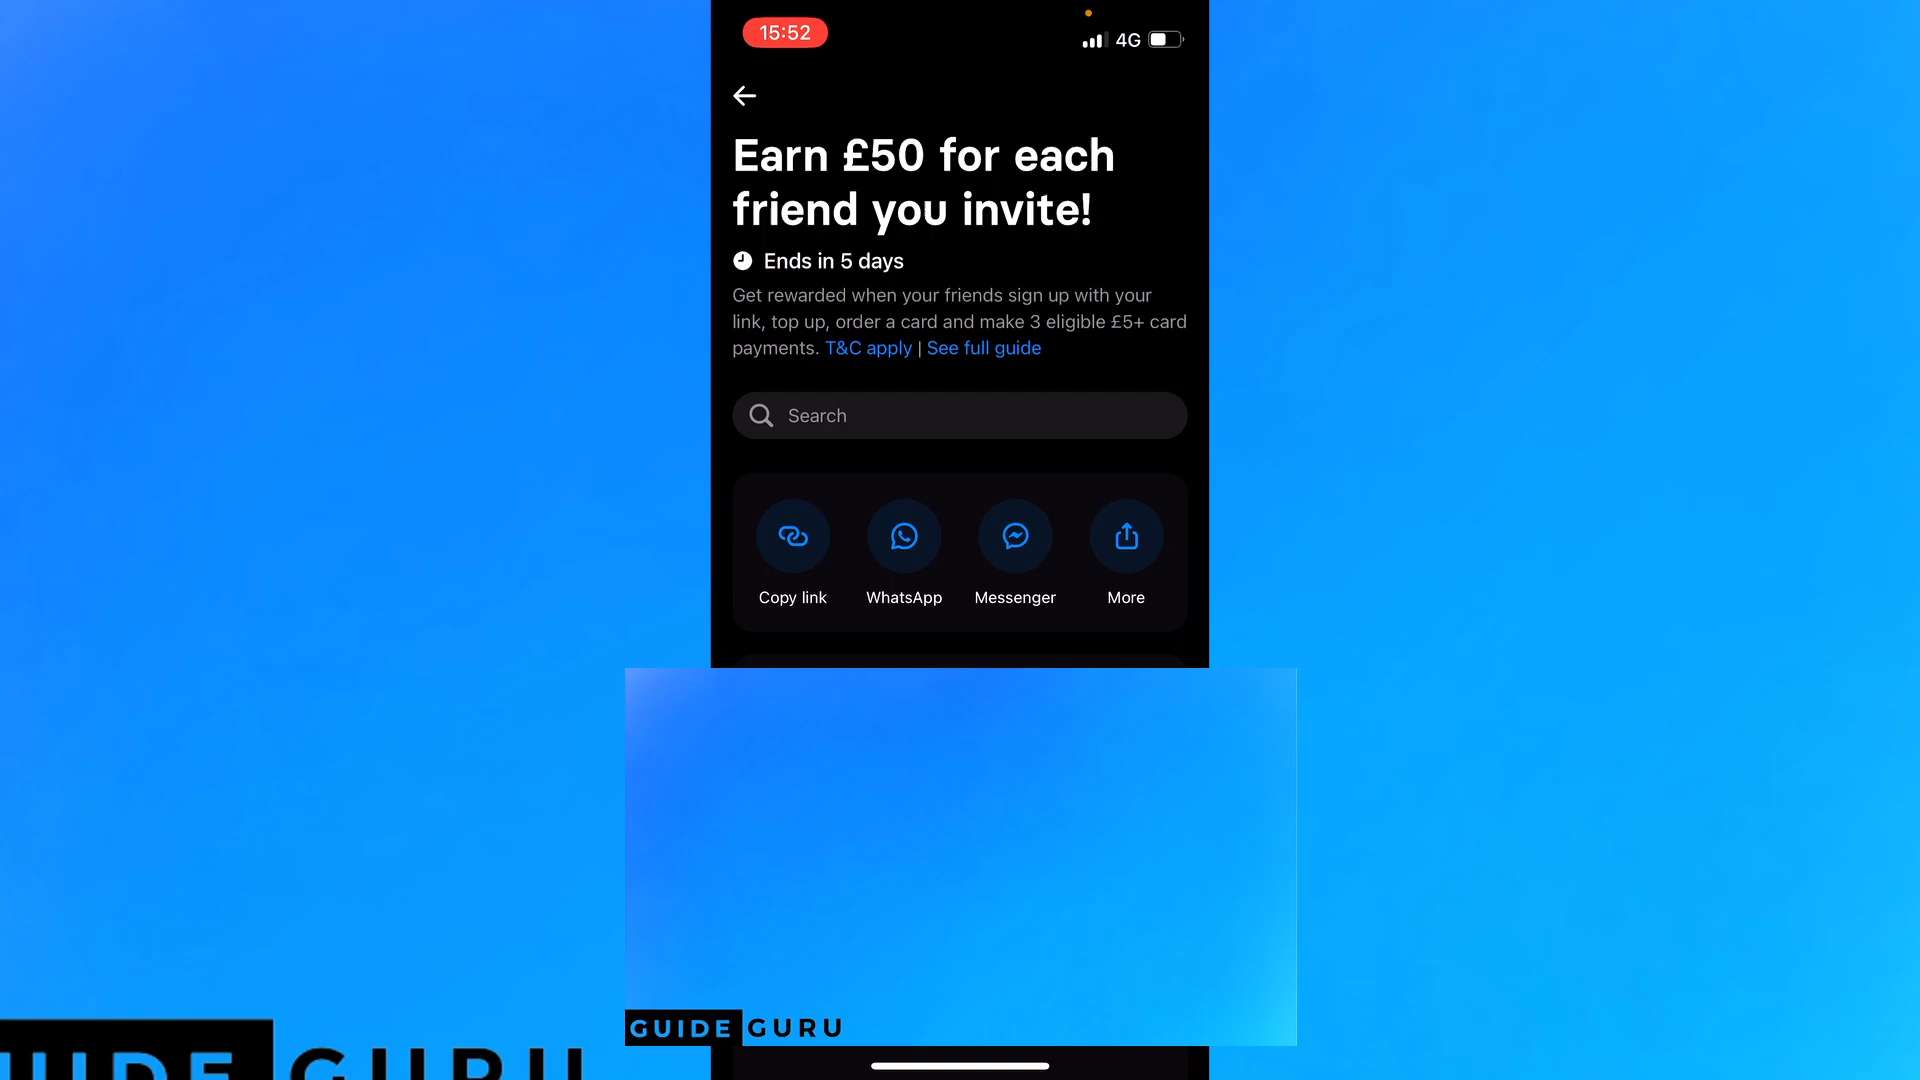 15:52
4G
Earn £50 for each
friend you invite!
Ends in 5 days
Get rewarded when your friends sign up with your
link, top up, order a card and make 3 eligible £5+ card
payments. T&C apply | See full guide
Search
Copy link WhatsApp Messenger More
GUIDE GURU
UIDE GURU